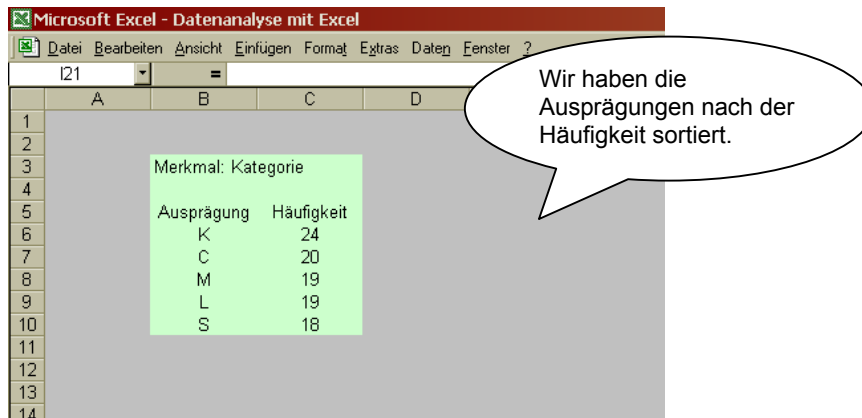 Microsoft Excel - Datenanalyse mit Excel
Datei Bearbeiten Ansicht Einfügen Format Extras Daten Fenster ?
I21 =
A B C D
1
2
3 Merkmal: Kategorie
4
5 Ausprägung Häufigkeit
6 K 24
7 C 20
8 M 19
9 L 19
10 S 18
11
12
13
14
Wir haben die
Ausprägungen nach der
Häufigkeit sortiert.